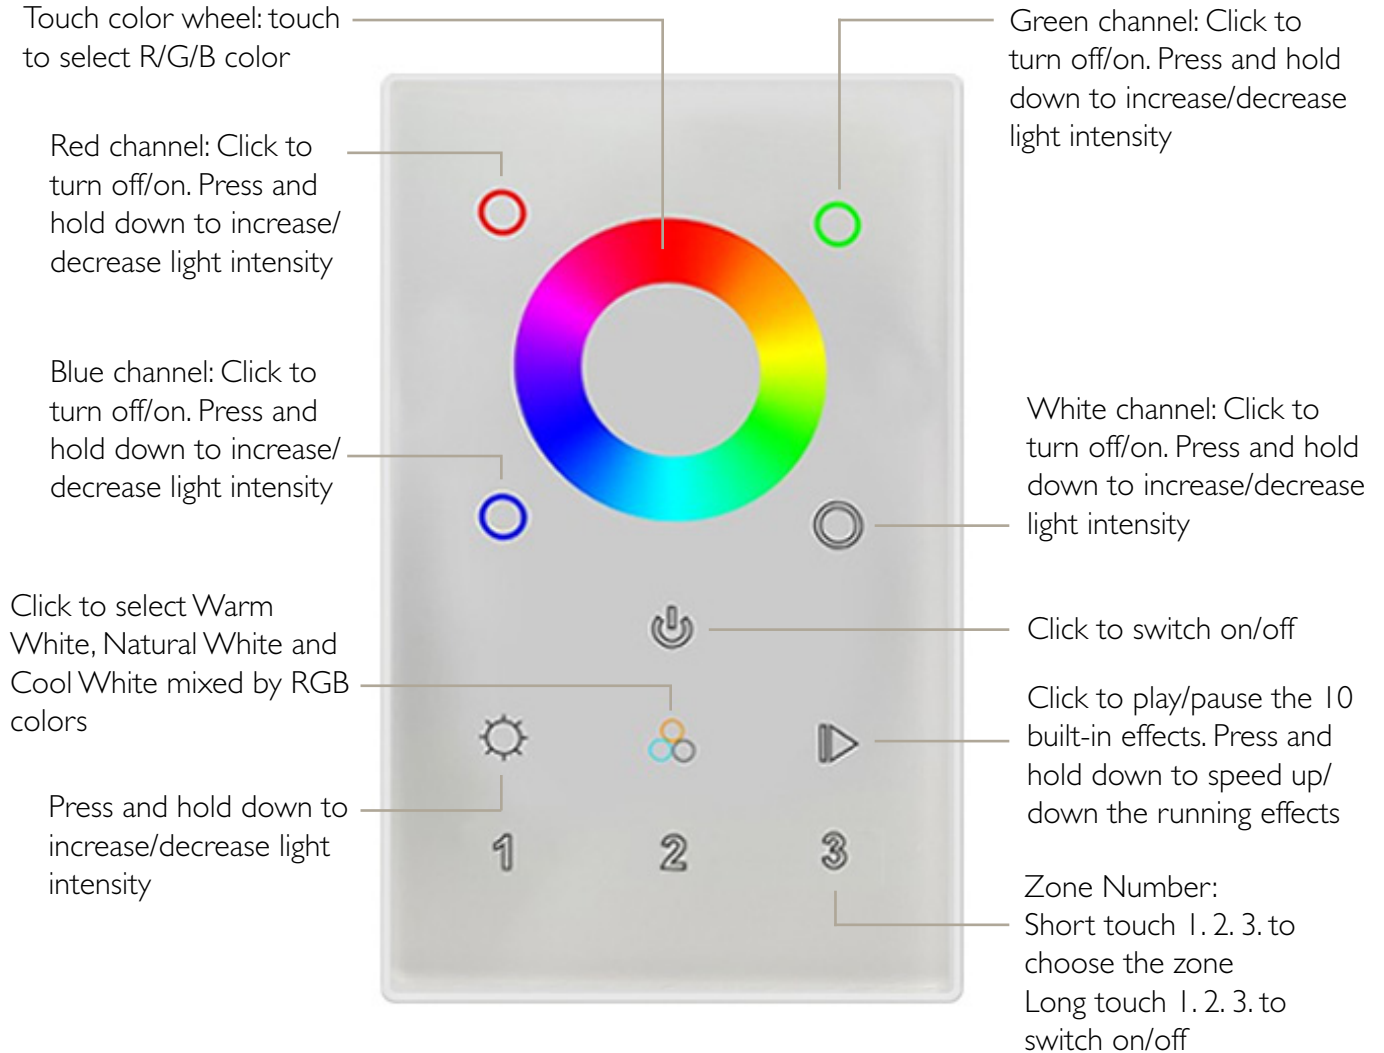 Touch color wheel: touch
to select R/G/B color
Green channel: Click to
turn off/on. Press and hold
down to increase/decrease
light intensity
Red channel: Click to
turn off/on. Press and
hold down to increase/
decrease light intensity
Blue channel: Click to
turn off/on. Press and
hold down to increase/
decrease light intensity
White channel: Click to
turn off/on. Press and hold
down to increase/decrease
light intensity
Click to select Warm
White, Natural White and
Cool White mixed by RGB
colors
Click to switch on/off
Click to play/pause the 10
built-in effects. Press and
hold down to speed up/
down the running effects
Press and hold down to
increase/decrease light
intensity
1 2 3
Zone Number:
Short touch 1. 2. 3. to
choose the zone
Long touch 1. 2. 3. to
switch on/off